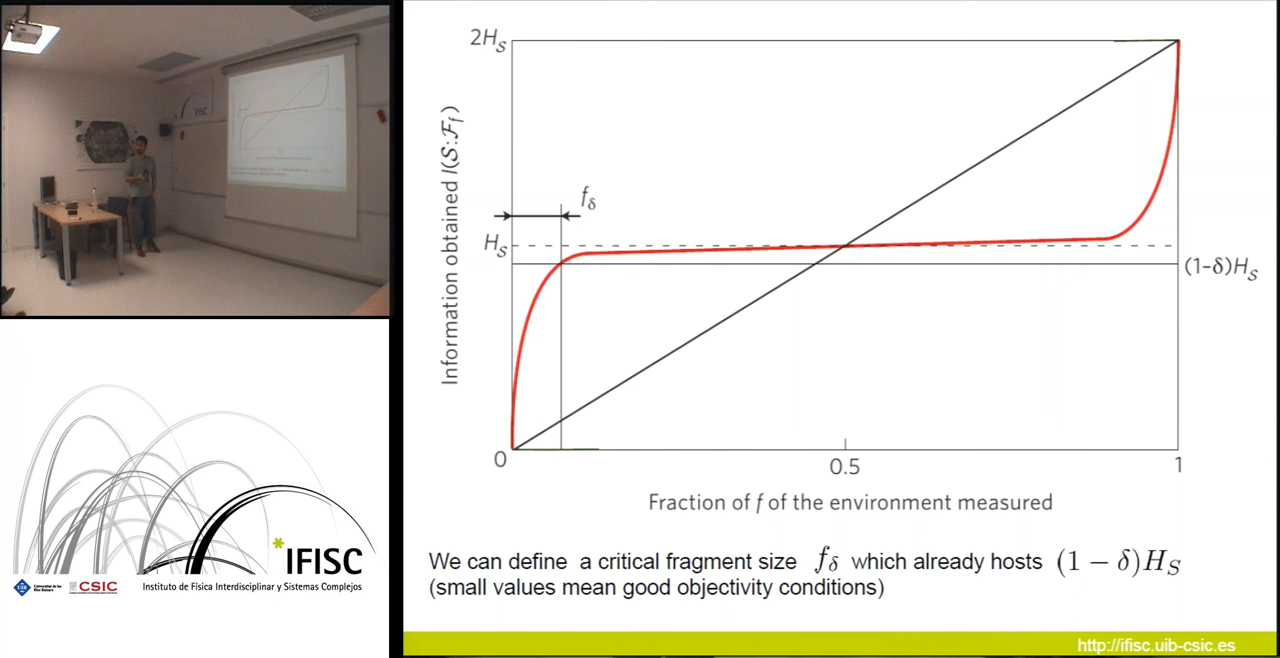 2H_S
Information obtained I(S:F_f)
f_δ
H_S
(1-δ)H_S
0
0.5
1
Fraction of f of the environment measured
We can define a critical fragment size f_δ which already hosts (1 − δ)H_S
(small values mean good objectivity conditions)
http://ifisc.uib-csic.es
IFISC
CSIC
Instituto de Física Interdisciplinar y Sistemas Complejos